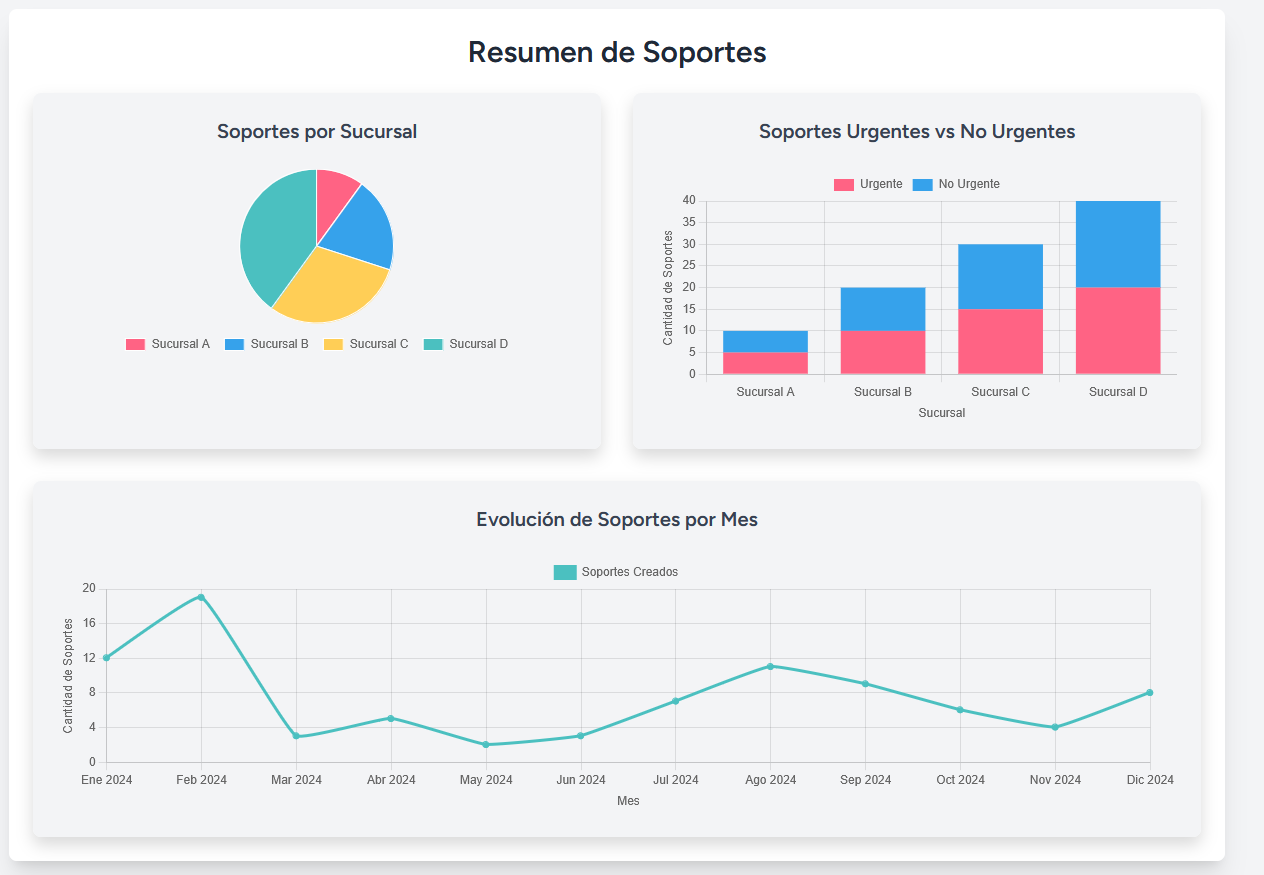 Resumen de Soportes
Soportes por Sucursal
Sucursal A Sucursal B Sucursal C Sucursal D
Soportes Urgentes vs No Urgentes
Urgente No Urgente
Cantidad de Soportes
40
35
30
25
20
15
10
5
0
Sucursal A Sucursal B Sucursal C Sucursal D
Sucursal
Evolución de Soportes por Mes
Soportes Creados
Cantidad de Soportes
20
16
12
8
4
0
Ene 2024 Feb 2024 Mar 2024 Abr 2024 May 2024 Jun 2024 Jul 2024 Ago 2024 Sep 2024 Oct 2024 Nov 2024 Dic 2024
Mes